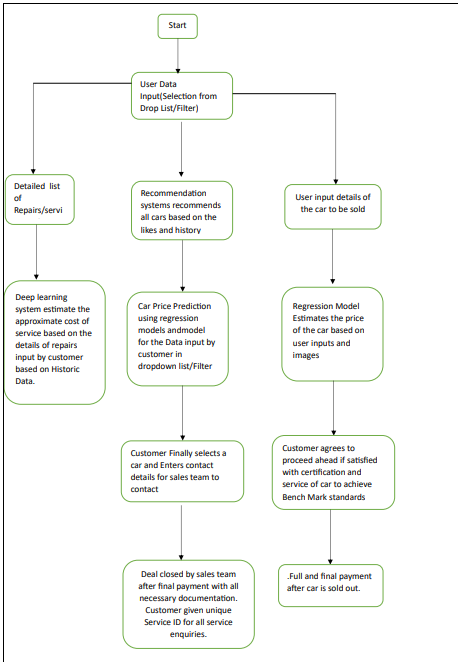 Start
User Data
Input(Selection from
Drop List/Filter)
Detailed list
of
Repairs/servi
Recommendation
systems recommends
all cars based on the
likes and history
User input details of
the car to be sold
Deep learning
system estimate the
approximate cost of
service based on the
details of repairs
input by customer
based on Historic
Data.
Car Price Prediction
using regression
models andmodel
for the Data input by
customer in
dropdown list/Filter
Regression Model
Estimates the price
of the car based on
user inputs and
images
Customer Finally selects a
car and Enters contact
details for sales team to
contact
Customer agrees to
proceed ahead if satisfied
with certification and
service of car to achieve
Bench Mark standards
Deal closed by sales team
after final payment with all
necessary documentation.
Customer given unique
Service ID for all service
enquiries.
.Full and final payment
after car is sold out.